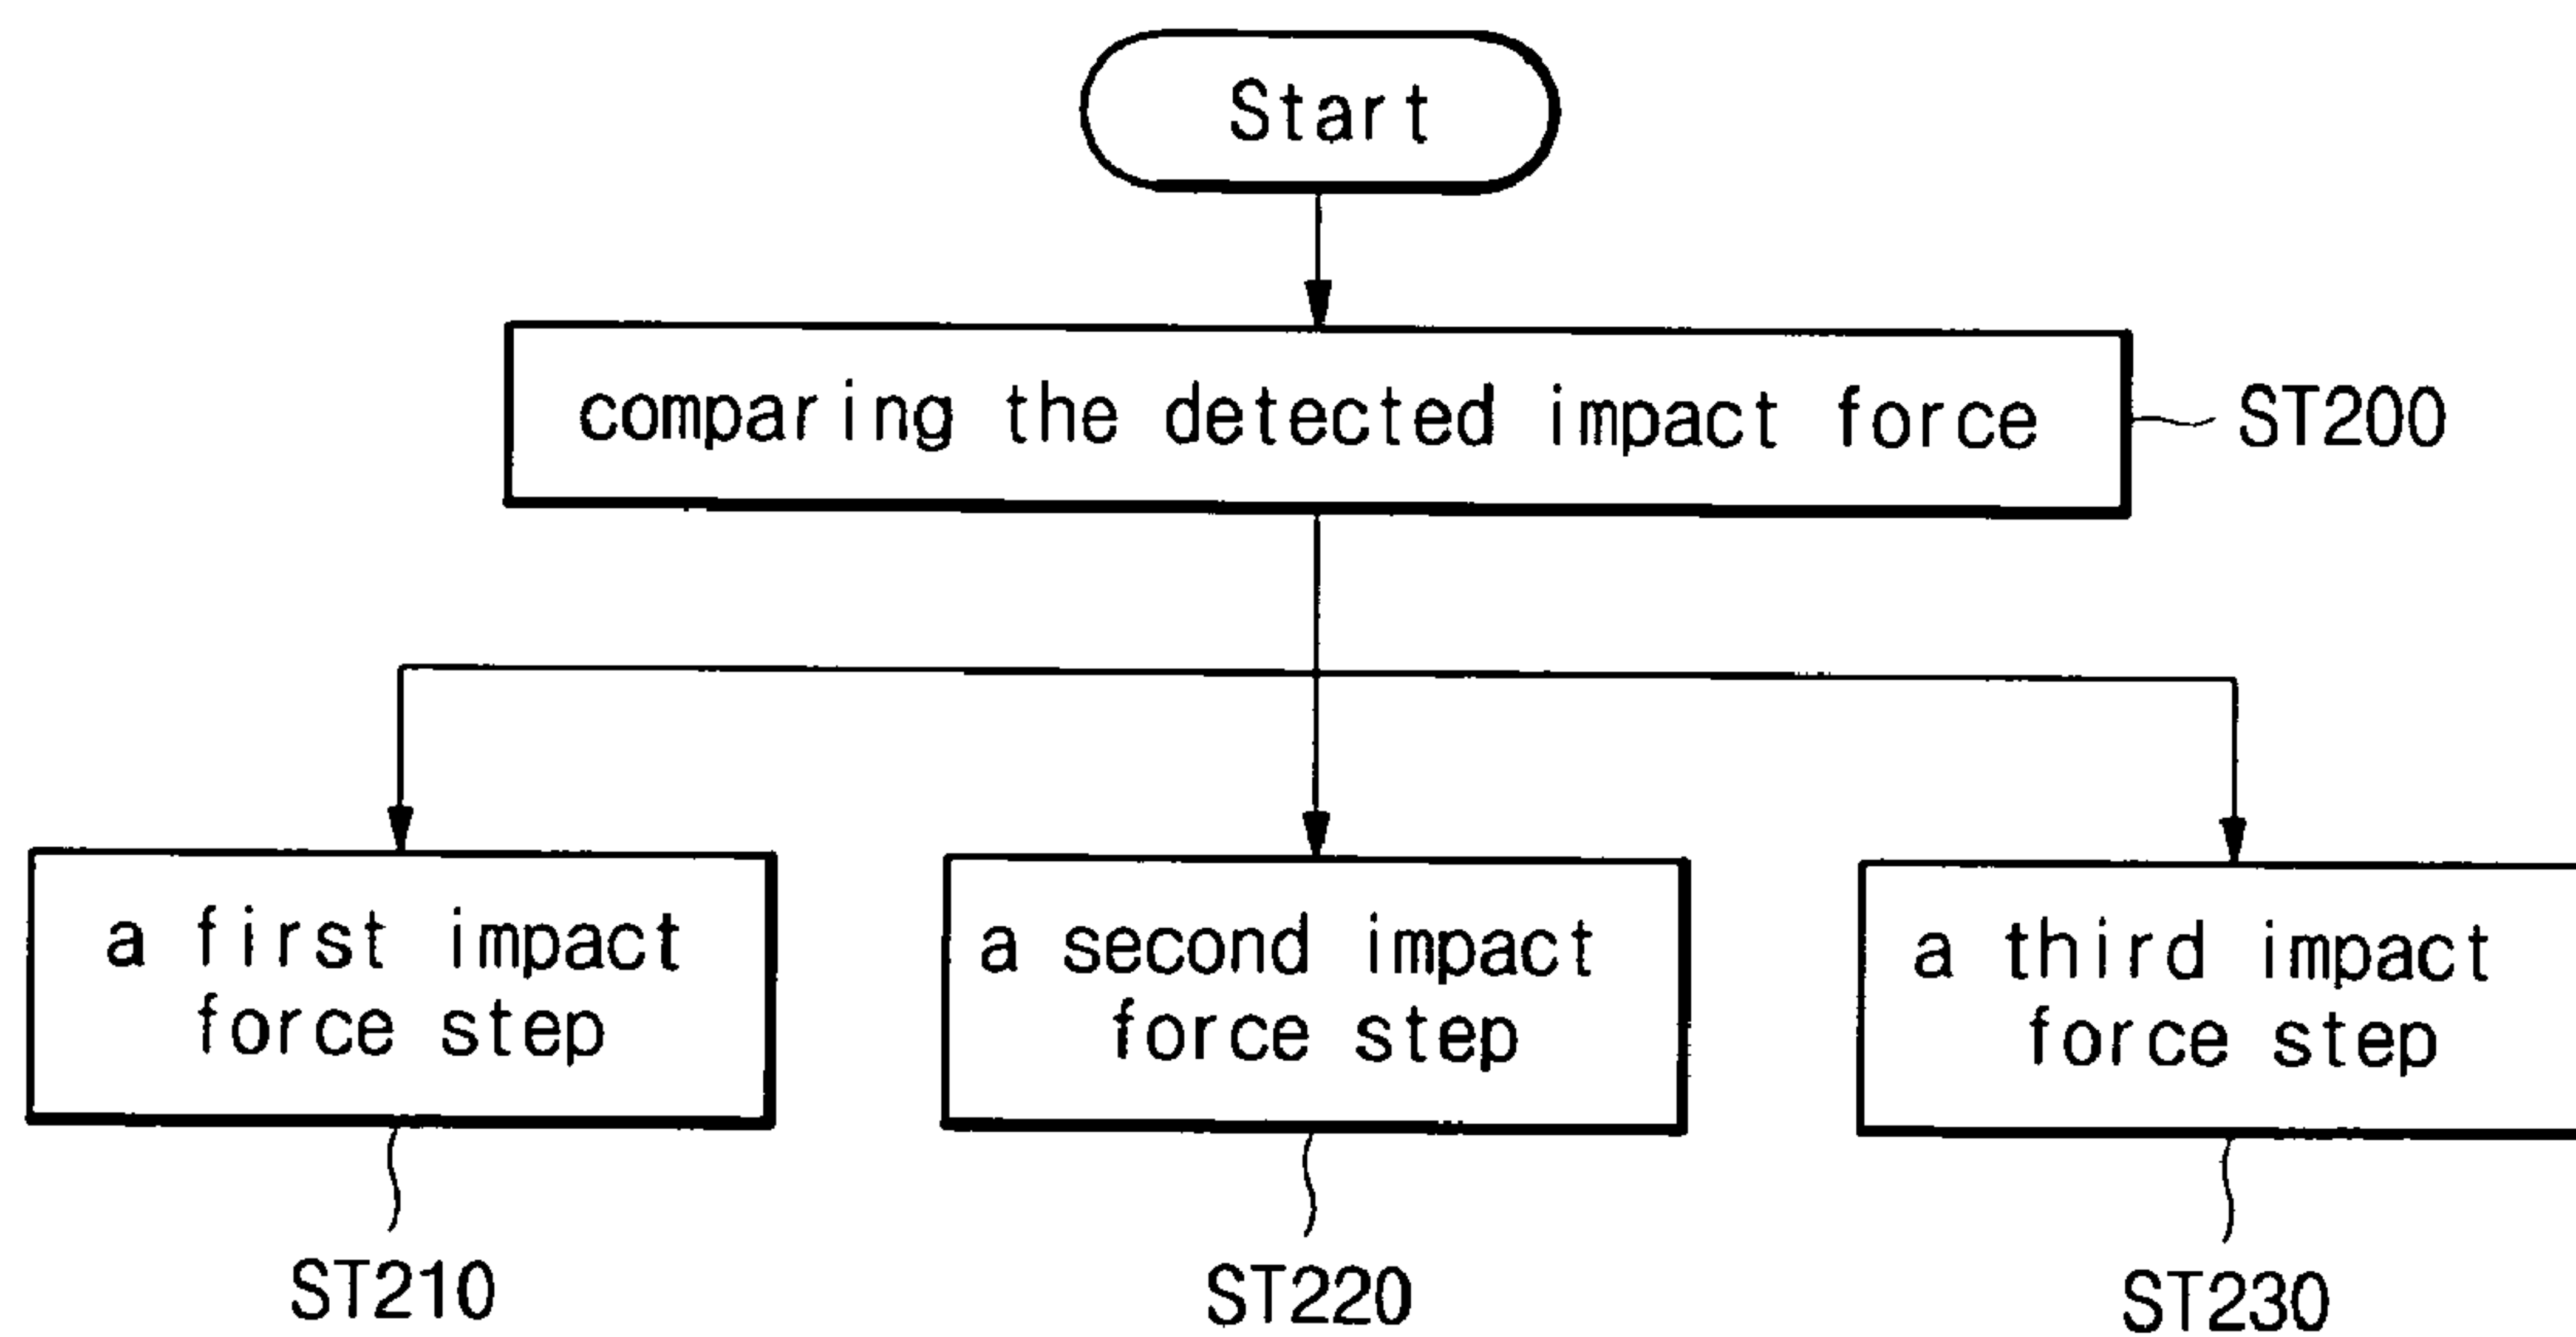 Start
comparing the detected impact force
ST200
a first impact
force step
a second impact
force step
a third impact
force step
ST210
ST220
ST230